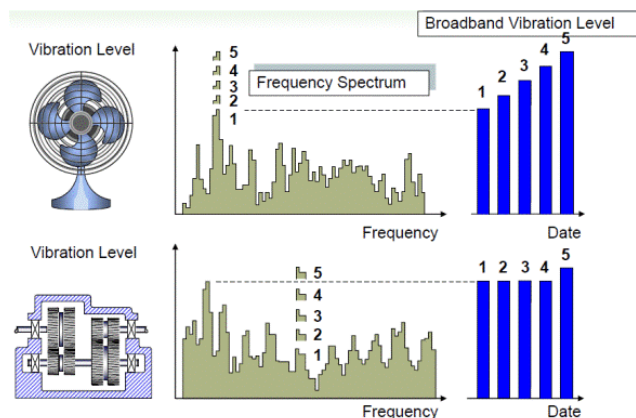 Broadband Vibration Level
Vibration Level
Frequency Spectrum
5
4
3
2
1
1 2 3 4 5
Frequency
Date
Vibration Level
5
4
3
2
1
1 2 3 4 5
Frequency
Date